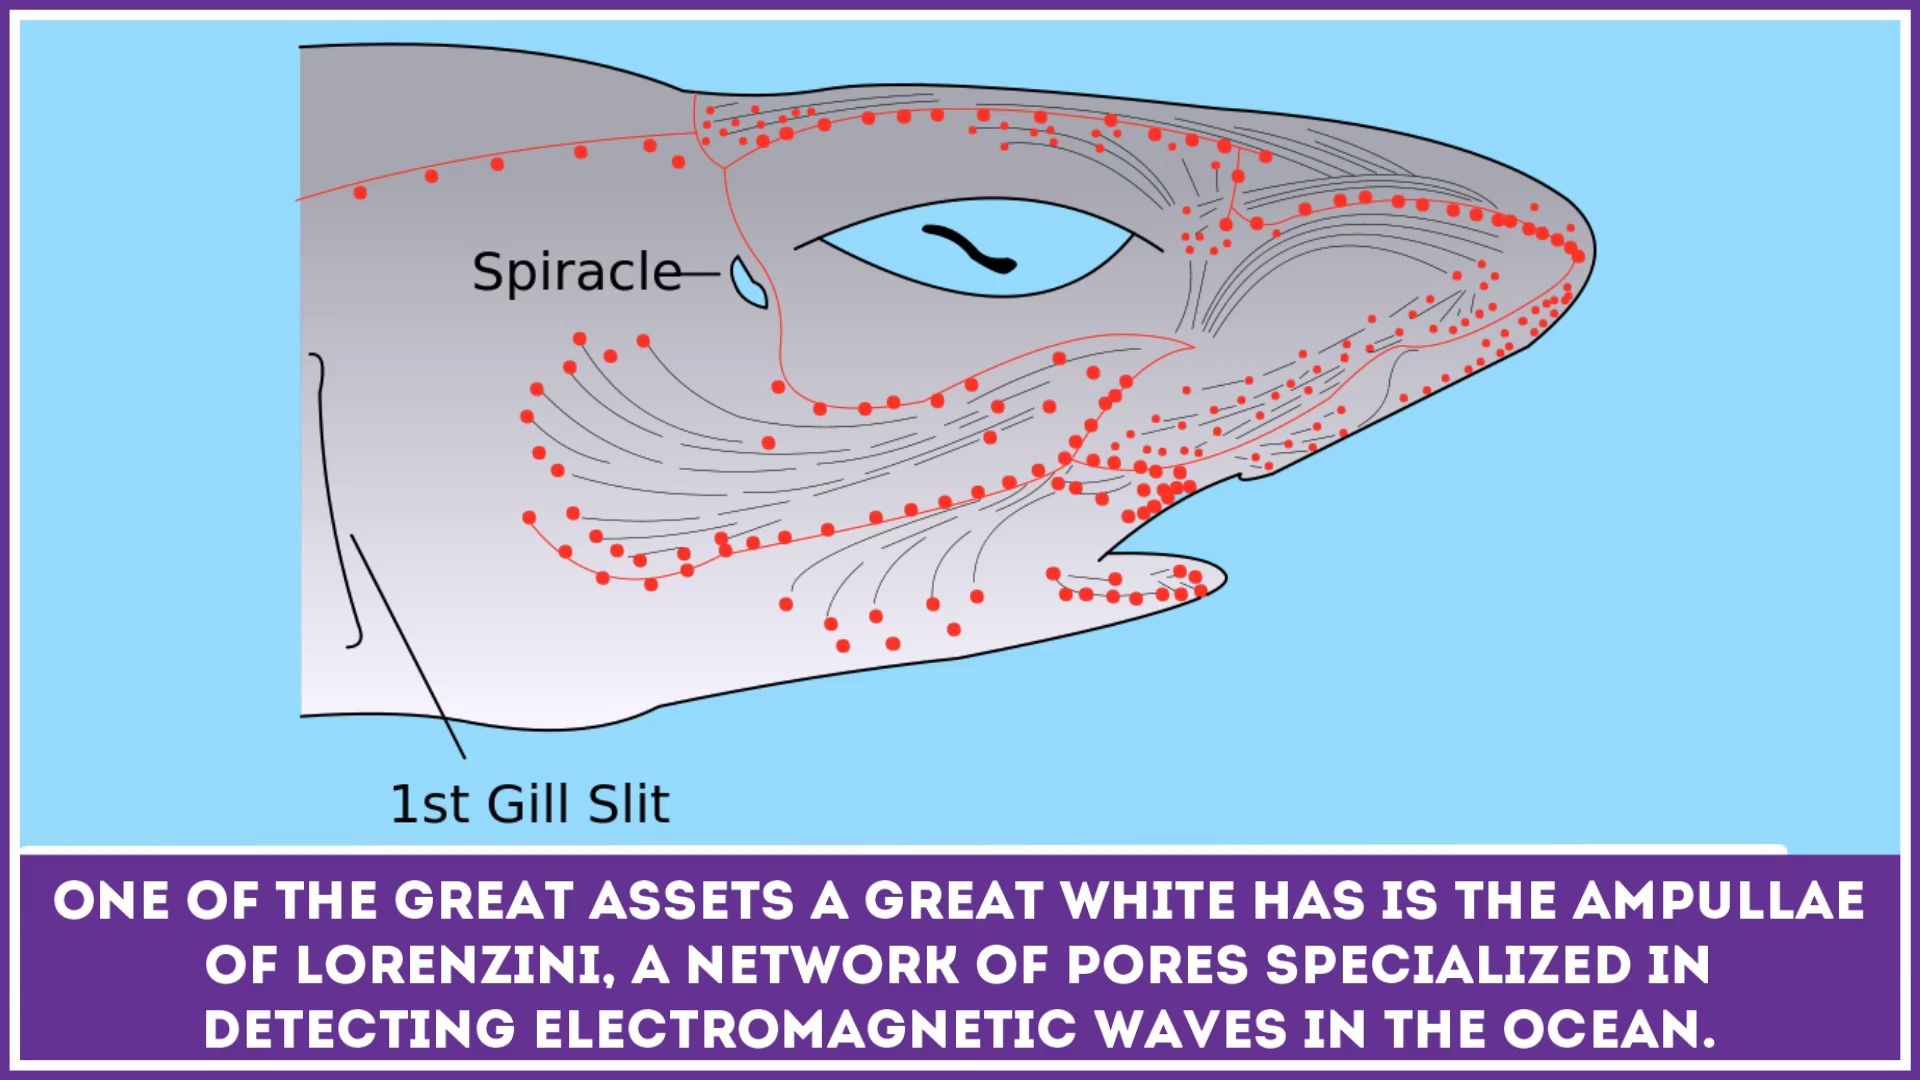 Spiracle
1st Gill Slit
ONE OF THE GREAT ASSETS A GREAT WHITE HAS IS THE AMPULLAE
OF LORENZINI, A NETWORK OF PORES SPECIALIZED IN
DETECTING ELECTROMAGNETIC WAVES IN THE OCEAN.